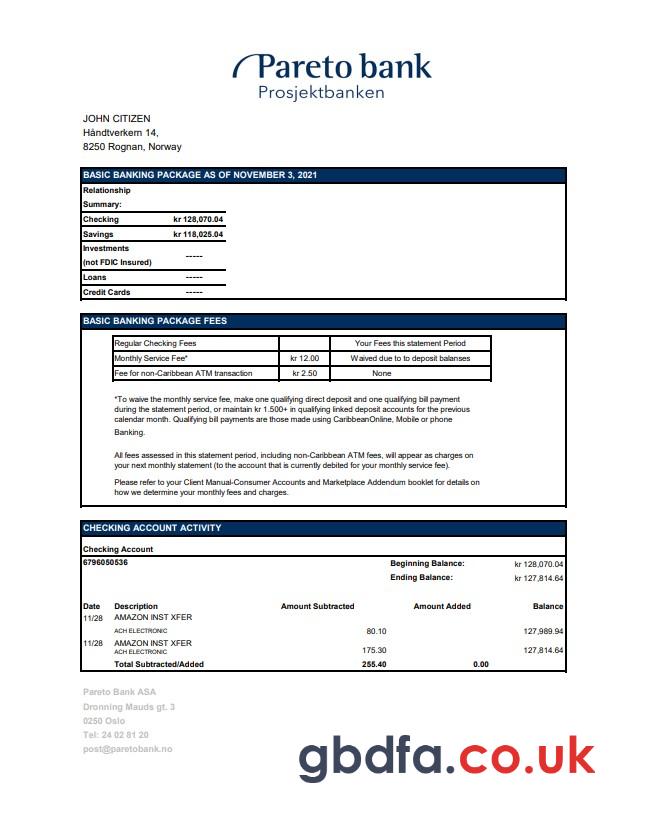 Pareto bank
Prosjektbanken
JOHN CITIZEN
Håndtverkern 14,
8250 Rognan, Norway
BASIC BANKING PACKAGE AS OF NOVEMBER 3, 2021
Relationship
Summary:
Checking kr 128,070.04
Savings kr 118,025.04
Investments
(not FDIC Insured) -----
Loans -----
Credit Cards -----
BASIC BANKING PACKAGE FEES
Regular Checking Fees Your Fees this statement Period
Monthly Service Fee* kr 12.00 Waived due to to deposit balanses
Fee for non-Caribbean ATM transaction kr 2.50 None
*To waive the monthly service fee, make one qualifying direct deposit and one qualifying bill payment
during the statement period, or maintain kr 1.500+ in qualifying linked deposit accounts for the previous
calendar month. Qualifying bill payments are those made using CaribbeanOnline, Mobile or phone
Banking.
All fees assessed in this statement period, including non-Caribbean ATM fees, will appear as charges on
your next monthly statement (to the account that is currently debited for your monthly service fee).
Please refer to your Client Manual-Consumer Accounts and Marketplace Addendum booklet for details on
how we determine your monthly fees and charges.
CHECKING ACCOUNT ACTIVITY
Checking Account
6796050536 Beginning Balance: kr 128,070.04
Ending Balance: kr 127,814.64
Date Description Amount Subtracted Amount Added Balance
11/28 AMAZON INST XFER
ACH ELECTRONIC 80.10 127,989.94
11/28 AMAZON INST XFER
ACH ELECTRONIC 175.30 127,814.64
Total Subtracted/Added 255.40 0.00
Pareto Bank ASA
Dronning Mauds gt. 3
0250 Oslo
Tel: 24 02 81 20
post@paretobank.no
gbdfa.co.uk